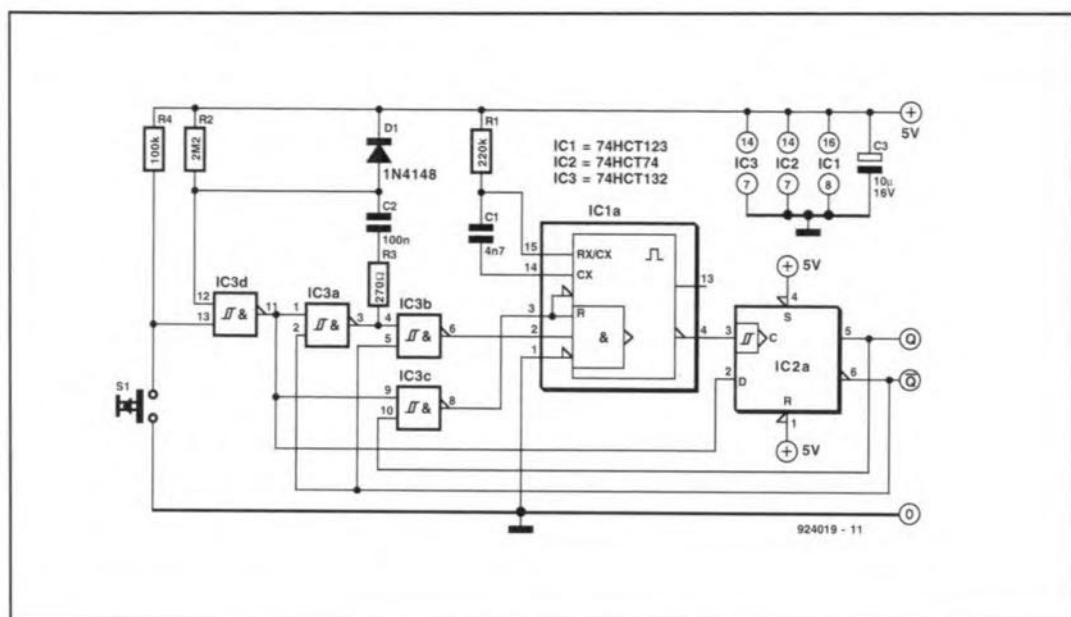 R4
100k
R2
2M2
D1
1N4148
C2
100n
R3
270Ω
R1
220k
C1
4n7
IC1 = 74HCT123
IC2 = 74HCT74
IC3 = 74HCT132
14
IC3
7
14
IC2
7
16
IC1
8
C3
10µ
16V
+
5V
IC1a
15
RX/CX
14
CX
13
3
R
2
&
1
4
+
5V
4
S
3
C
5
Q
IC2a
2
D
6
Q̅
R
1
+
5V
IC3d
12
13
&
11
IC3a
1
2
&
3
IC3b
4
5
&
6
IC3c
9
10
&
8
S1
0
924019 - 11